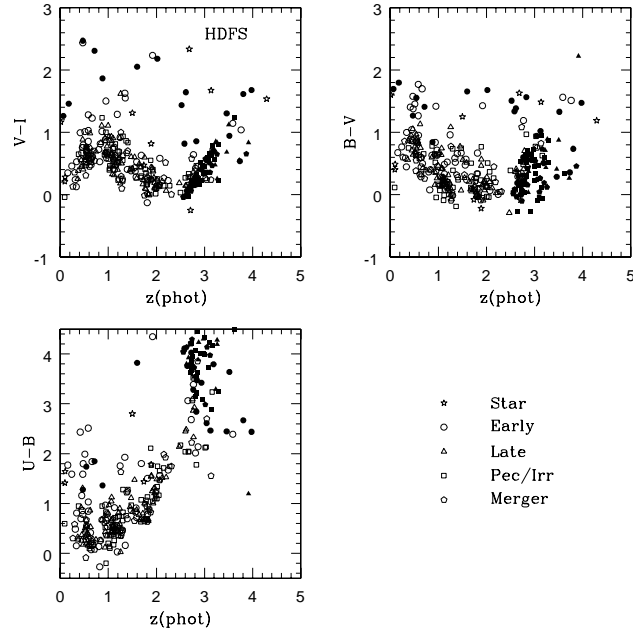 3
2
1
0
-1
V-I
HDFS
0 1 2 3 4 5
z(phot)
3
2
1
0
-1
B-V
0 1 2 3 4 5
z(phot)
4
3
2
1
0
U-B
0 1 2 3 4 5
z(phot)
Star
Early
Late
Pec/Irr
Merger